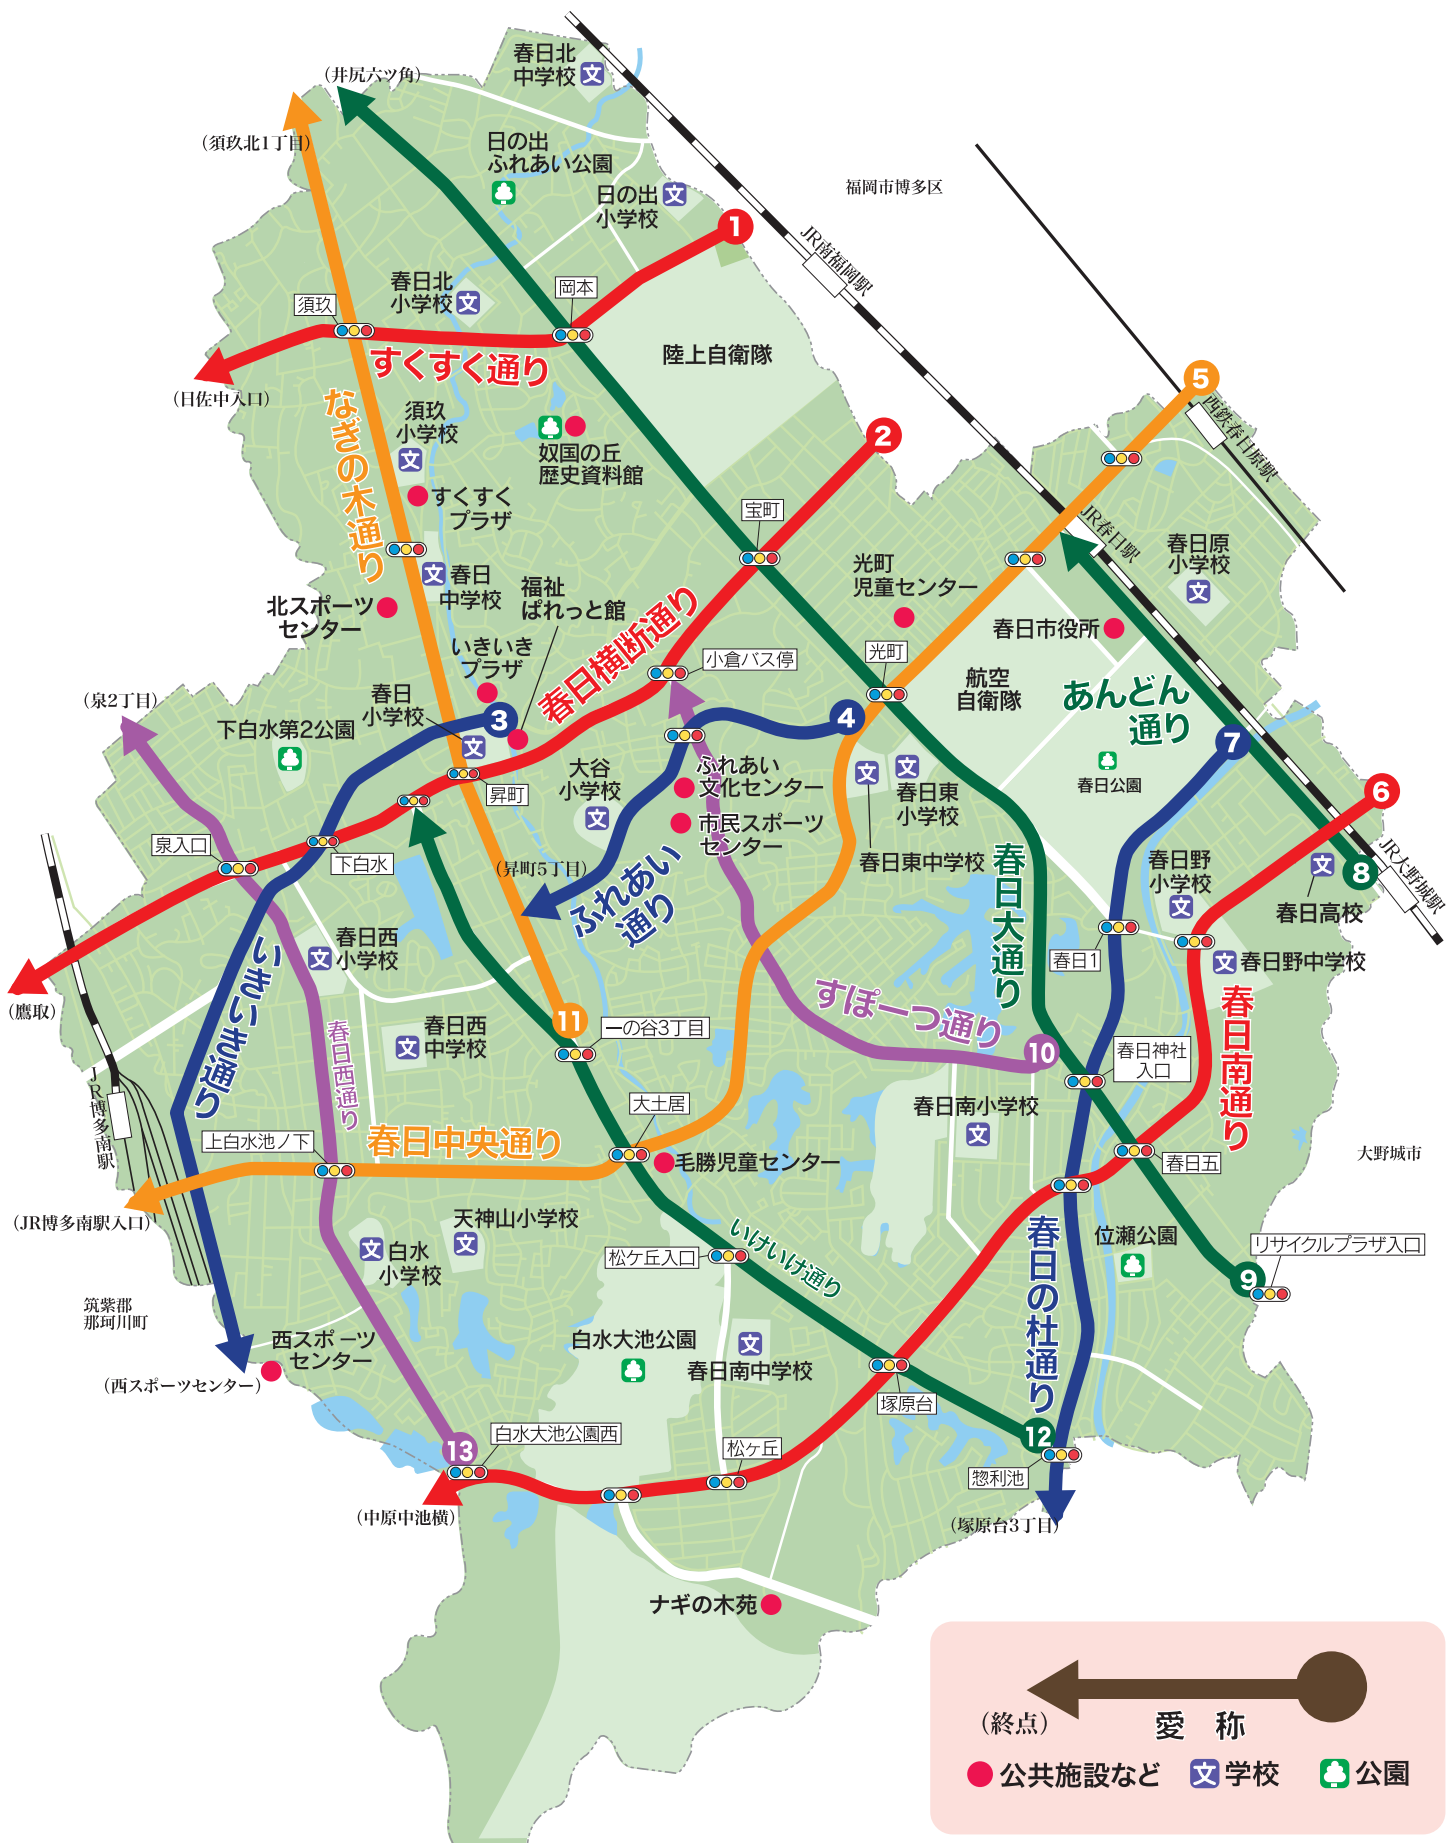 (井尻六ツ角)
春日北
中学校
文
(須玖北1丁目)
日の出
ふれあい公園
日の出
小学校
文
福岡市博多区
1
JR南福岡駅
春日北
小学校
文
須玖
岡本
陸上自衛隊
すくすく通り
(日佐中入口)
なぎの木通り
須玖
小学校
文
奴国の丘
歴史資料館
2
5
西鉄春日原駅
すくすく
プラザ
宝町
JR春日駅
春日原
小学校
文
文
春日
中学校
北スポーツ
センター
福祉
ぱれっと館
いきいき
プラザ
春日横断通り
光町
児童センター
春日市役所
小倉バス停
光町
航空
自衛隊
あんどん
通り
(泉2丁目)
下白水第2公園
春日
小学校
文
3
4
7
昇町
大谷
小学校
文
ふれあい
文化センター
市民スポーツ
センター
文
文
春日東
小学校
春日東中学校
春日公園
6
泉入口
下白水
(昇町5丁目)
ふれあい
通り
春日大通り
春日野
小学校
文
文
春日高校
8
JR大野城駅
春日西
小学校
文
いきいき通り
春日1
文
春日野中学校
(鷹取)
春日西通り
春日西
中学校
文
11
一の谷3丁目
すぽーつ通り
10
春日神社
入口
春日南通り
JR博多南駅
上白水池ノ下
春日中央通り
大土居
毛勝児童センター
春日南小学校
文
春日五
大野城市
(JR博多南駅入口)
天神山小学校
文
文
白水
小学校
松ケ丘入口
いけいけ通り
春日の杜通り
位瀬公園
リサイクルプラザ入口
9
筑紫郡
那珂川町
西スポーツ
センター
(西スポーツセンター)
白水大池公園
文
春日南中学校
塚原台
13
白水大池公園西
松ヶ丘
12
惣利池
(中原中池横)
(塚原台3丁目)
ナギの木苑
(終点)
愛 称
公共施設など
文
学校
公園